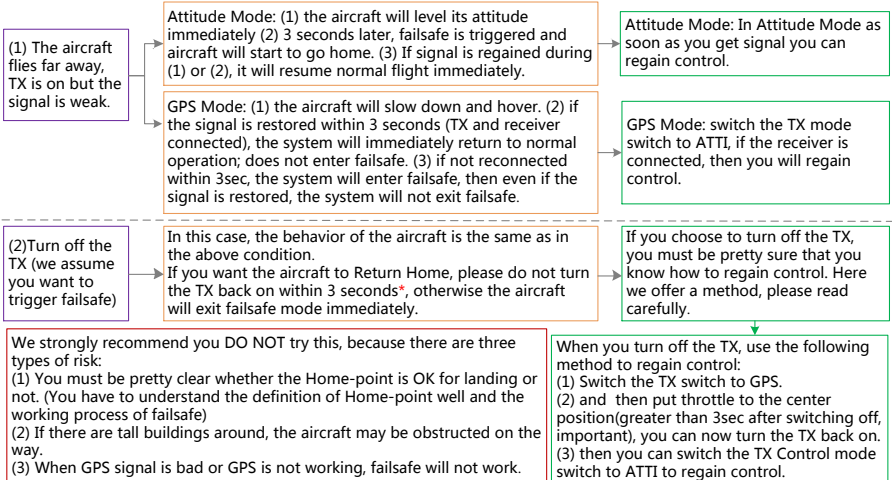 (1) The aircraft
flies far away,
TX is on but the
signal is weak.
Attitude Mode: (1) the aircraft will level its attitude
immediately (2) 3 seconds later, failsafe is triggered and
aircraft will start to go home. (3) If signal is regained during
(1) or (2), it will resume normal flight immediately.
Attitude Mode: In Attitude Mode as
soon as you get signal you can
regain control.
GPS Mode: (1) the aircraft will slow down and hover. (2) if
the signal is restored within 3 seconds (TX and receiver
connected), the system will immediately return to normal
operation; does not enter failsafe. (3) if not reconnected
within 3sec, the system will enter failsafe, then even if the
signal is restored, the system will not exit failsafe.
GPS Mode: switch the TX mode
switch to ATTI, if the receiver is
connected, then you will regain
control.
(2)Turn off the
TX (we assume
you want to
trigger failsafe)
In this case, the behavior of the aircraft is the same as in
the above condition.
If you want the aircraft to Return Home, please do not turn
the TX back on within 3 seconds*, otherwise the aircraft
will exit failsafe mode immediately.
If you choose to turn off the TX,
you must be pretty sure that you
know how to regain control. Here
we offer a method, please read
carefully.
We strongly recommend you DO NOT try this, because there are three
types of risk:
(1) You must be pretty clear whether the Home-point is OK for landing or
not. (You have to understand the definition of Home-point well and the
working process of failsafe)
(2) If there are tall buildings around, the aircraft may be obstructed on the
way.
(3) When GPS signal is bad or GPS is not working, failsafe will not work.
When you turn off the TX, use the following
method to regain control:
(1) Switch the TX switch to GPS.
(2) and then put throttle to the center
position(greater than 3sec after switching off,
important), you can now turn the TX back on.
(3) then you can switch the TX Control mode
switch to ATTI to regain control.